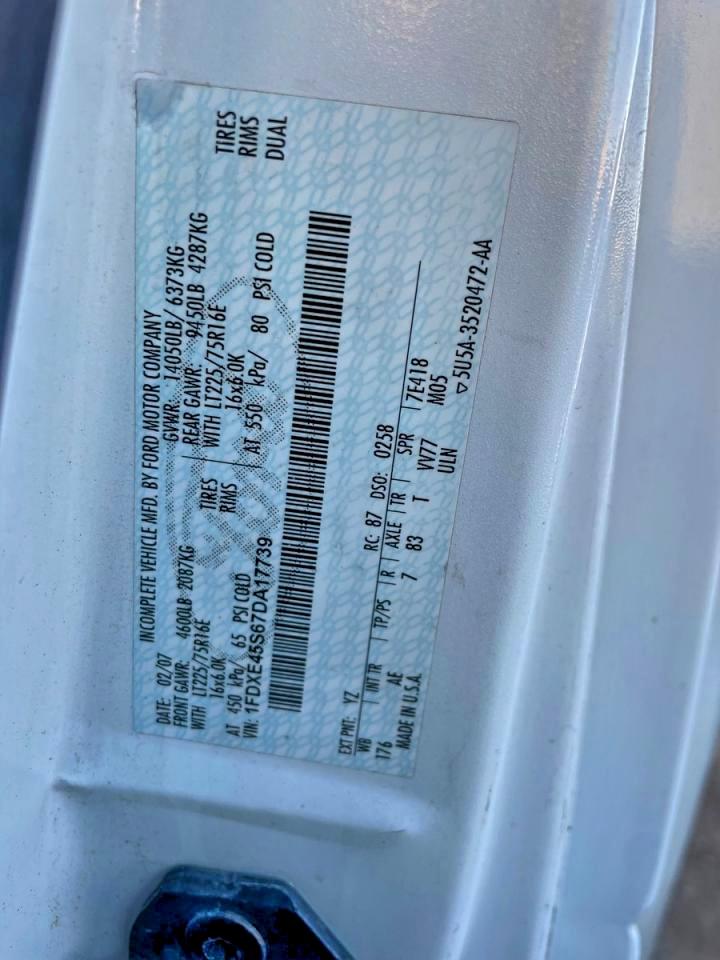 INCOMPLETE VEHICLE MFD. BY FORD MOTOR COMPANY
DATE: 02/07 GVWR: 14050LB/ 6373KG
FRONT GAWR: 4600LB 2087KG REAR GAWR: 9450LB 4287KG
WITH LT225/75R16E TIRES WITH LT225/75R16E TIRES
16x6.0K RIMS 16x6.0K RIMS
AT 450 kPa/ 65 PSI COLD AT 550 kPa/ 80 PSI COLD DUAL
VIN: 1FDXE45S67DA17739
EXT PNT: YZ RC: 87 DSO: 0258
WB INT TR TP/PS R AXLE TR SPR 7E418
176 AE 7 83 T VV77 M05
MADE IN U.S.A. ULN
▽5U5A-3520472-AA